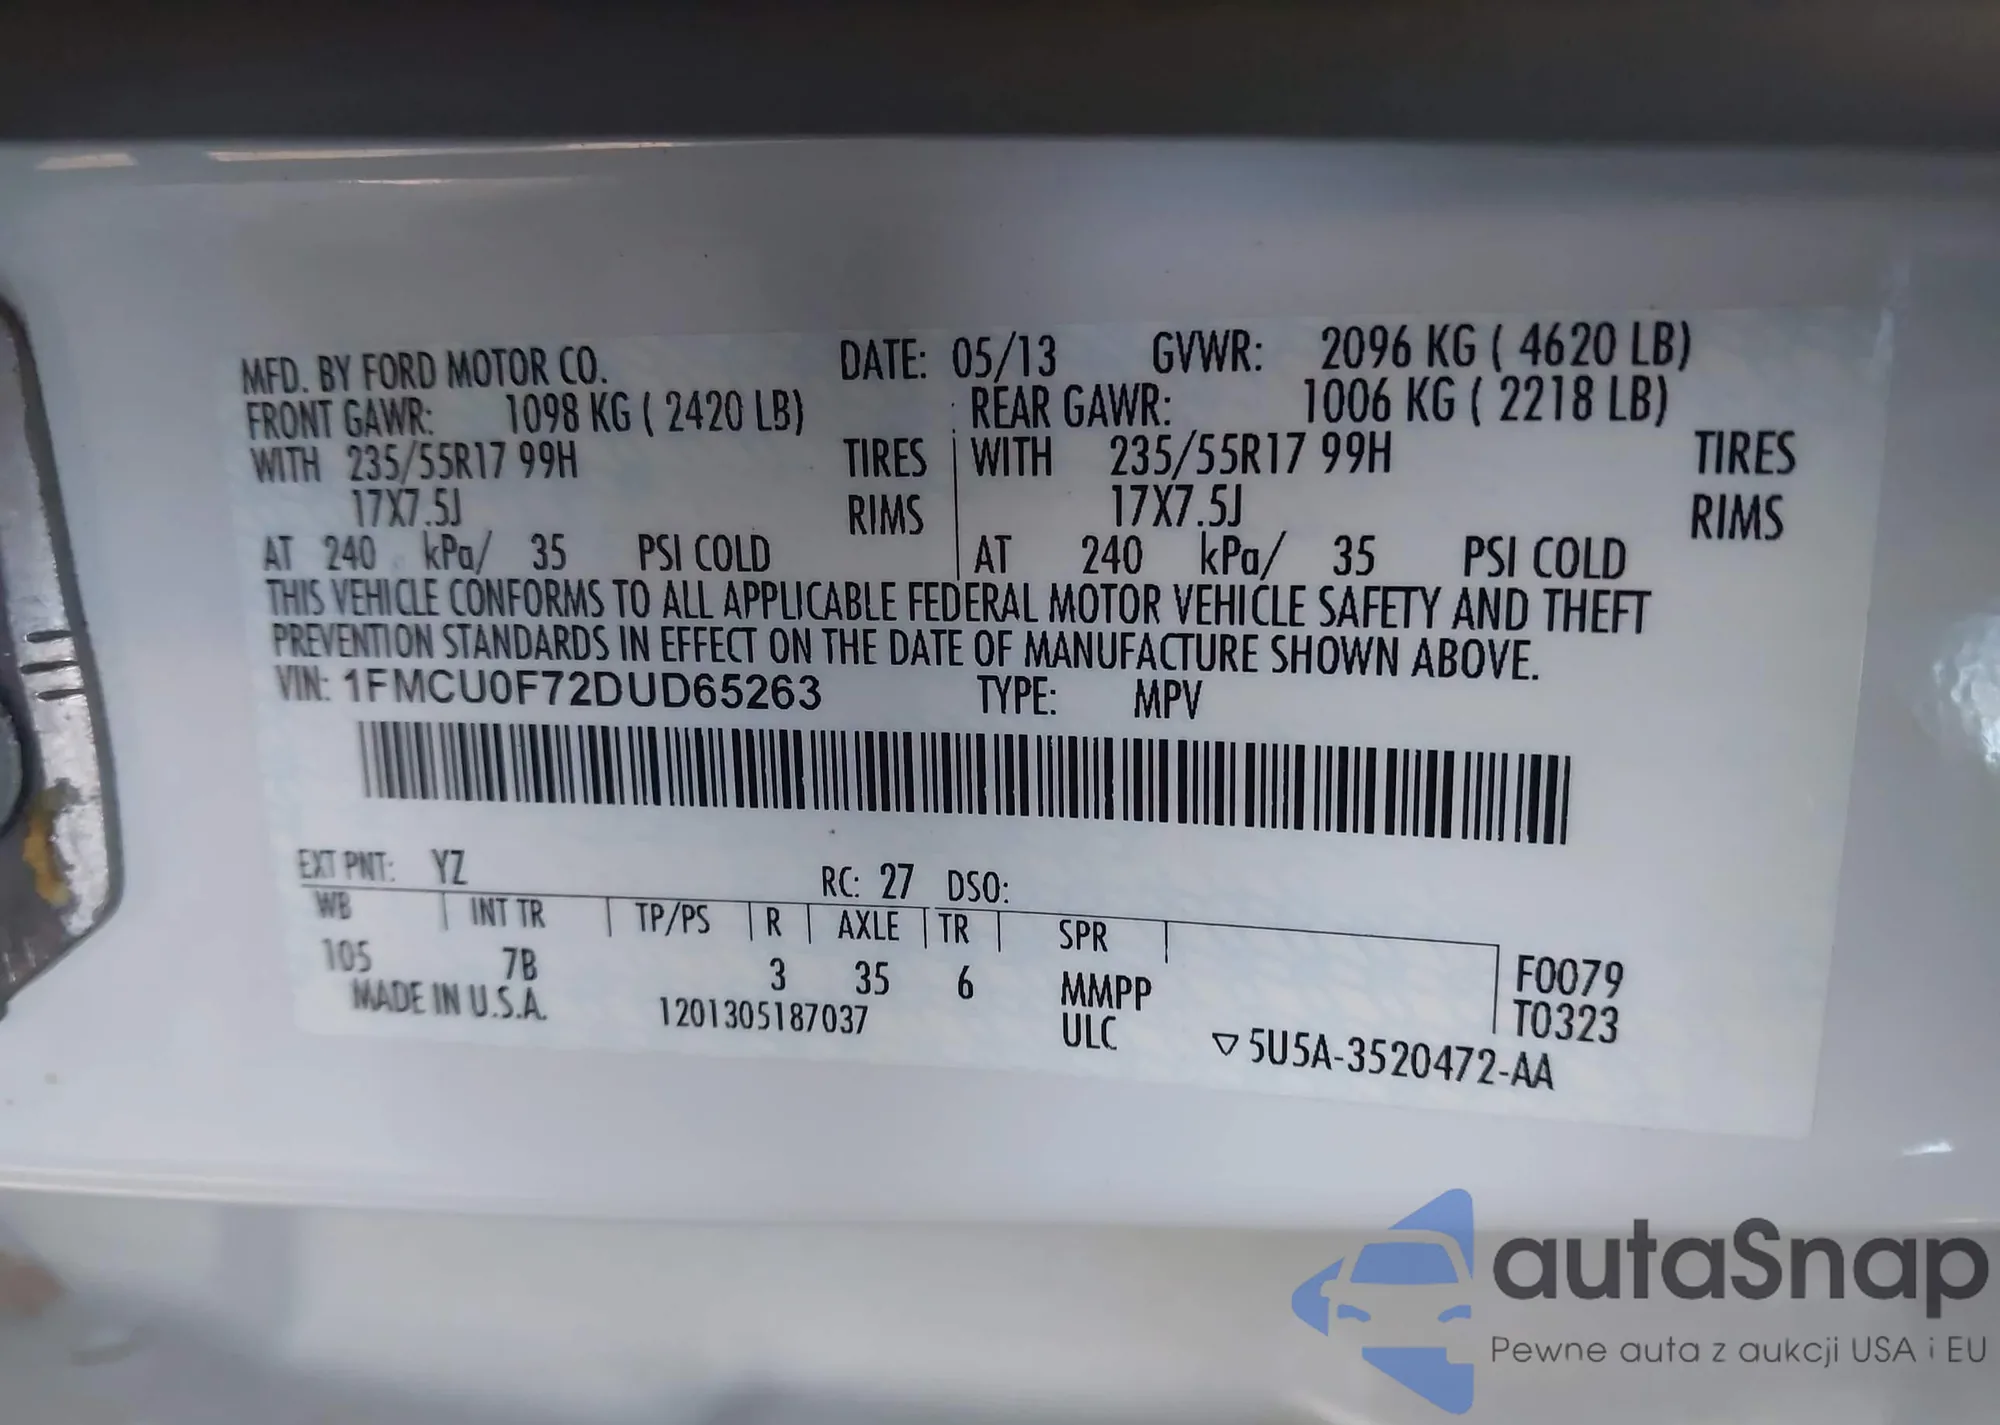 MFD. BY FORD MOTOR CO. DATE: 05/13 GVWR: 2096 KG ( 4620 LB)
FRONT GAWR: 1098 KG ( 2420 LB) REAR GAWR: 1006 KG ( 2218 LB)
WITH 235/55R17 99H TIRES WITH 235/55R17 99H TIRES
17X7.5J RIMS 17X7.5J RIMS
AT 240 kPa/ 35 PSI COLD AT 240 kPa/ 35 PSI COLD
THIS VEHICLE CONFORMS TO ALL APPLICABLE FEDERAL MOTOR VEHICLE SAFETY AND THEFT
PREVENTION STANDARDS IN EFFECT ON THE DATE OF MANUFACTURE SHOWN ABOVE.
VIN: 1FMCU0F72DUD65263 TYPE: MPV
EXT PNT: YZ RC: 27 DSO:
WB INT TR TP/PS R AXLE TR SPR
105 7B 3 35 6 MMPP F0079
MADE IN U.S.A. 1201305187037 ULC T0323
▽5U5A-3520472-AA
autaSnap
Pewne auta z aukcji USA i EU